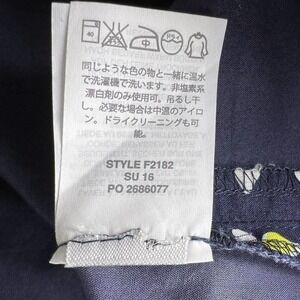 40
同じような色の物と一緒に温水
で洗濯機で洗います。非塩素系
漂白剤のみ使用可。吊るし干
し。必要な場合は中温のアイロ
ン。ドライクリーニングも可
能。
STYLE F2182
SU 16
PO 2686077